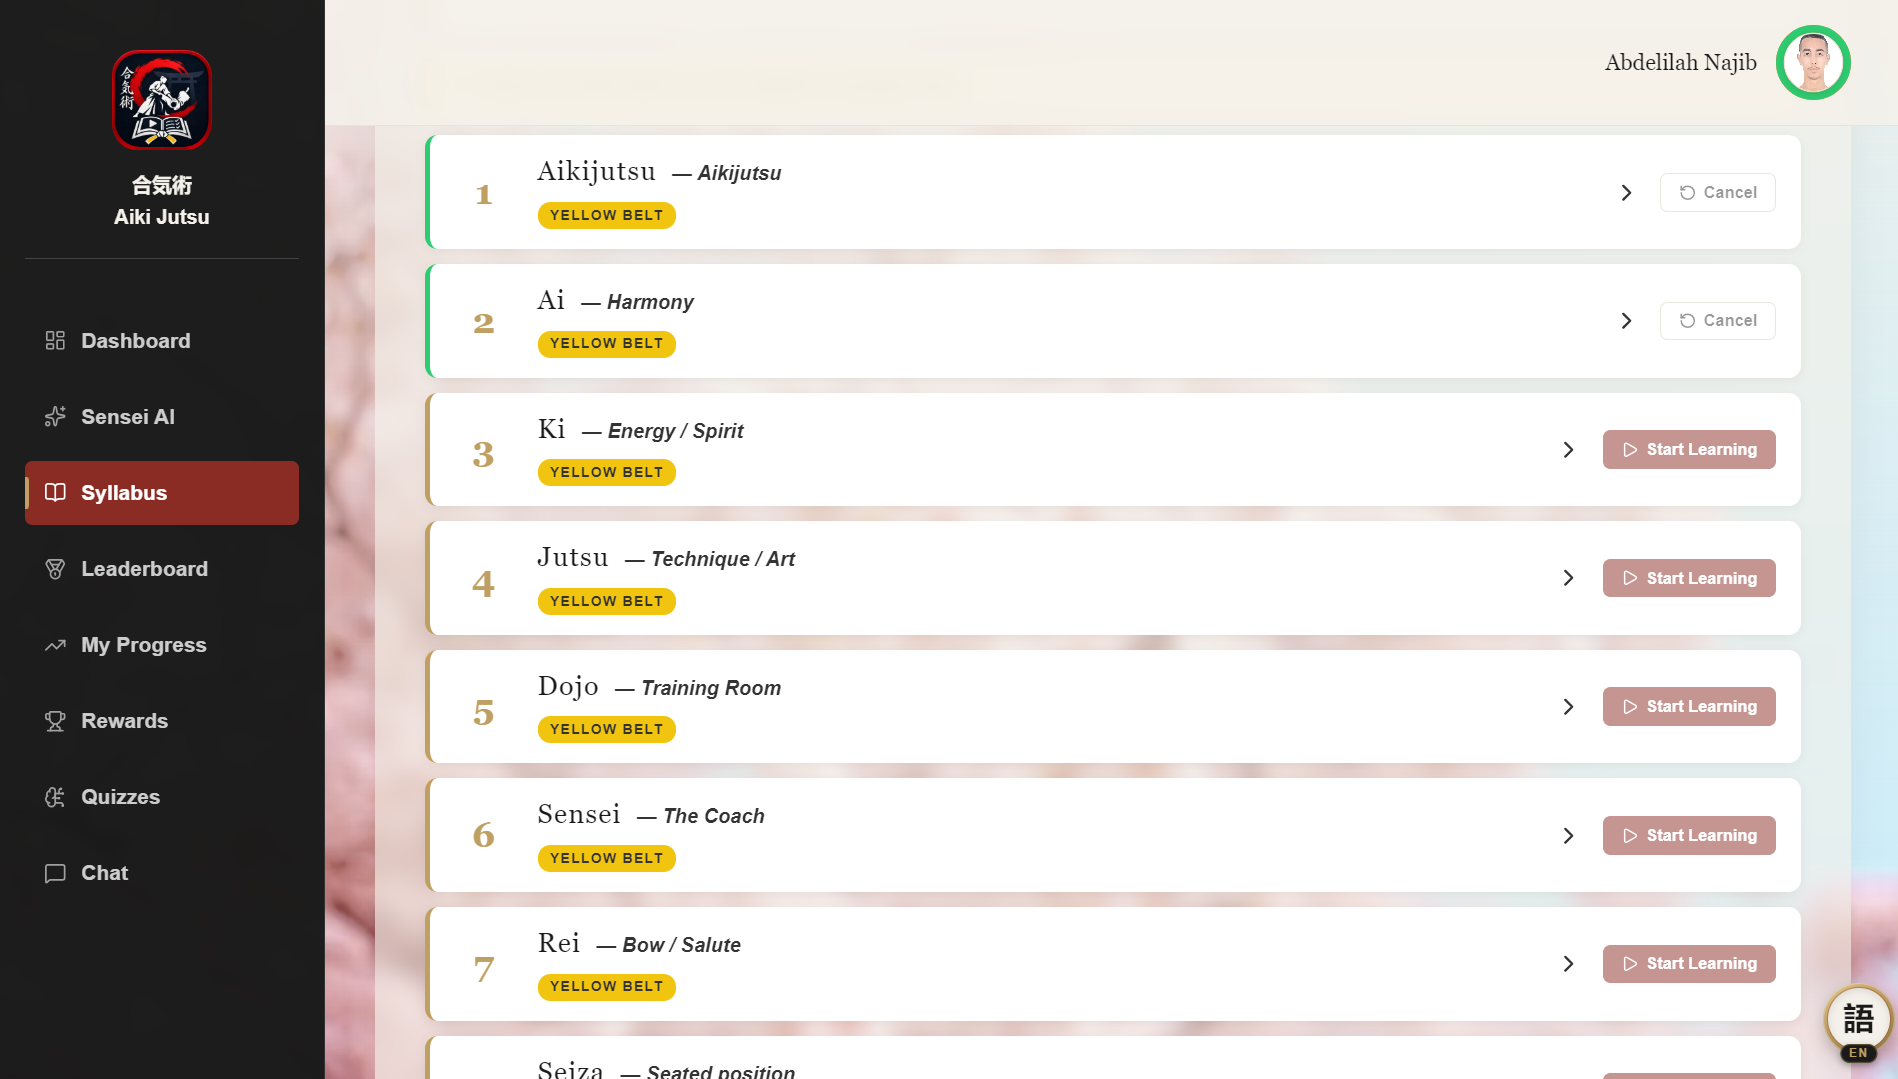 合気術
合気術
Aiki Jutsu
Dashboard
Sensei AI
Syllabus
Leaderboard
My Progress
Rewards
Quizzes
Chat
Abdelilah Najib
1
Aikijutsu — Aikijutsu
YELLOW BELT
Cancel
2
Ai — Harmony
YELLOW BELT
Cancel
3
Ki — Energy / Spirit
YELLOW BELT
Start Learning
4
Jutsu — Technique / Art
YELLOW BELT
Start Learning
5
Dojo — Training Room
YELLOW BELT
Start Learning
6
Sensei — The Coach
YELLOW BELT
Start Learning
7
Rei — Bow / Salute
YELLOW BELT
Start Learning
Seiza — Seated position
語
EN